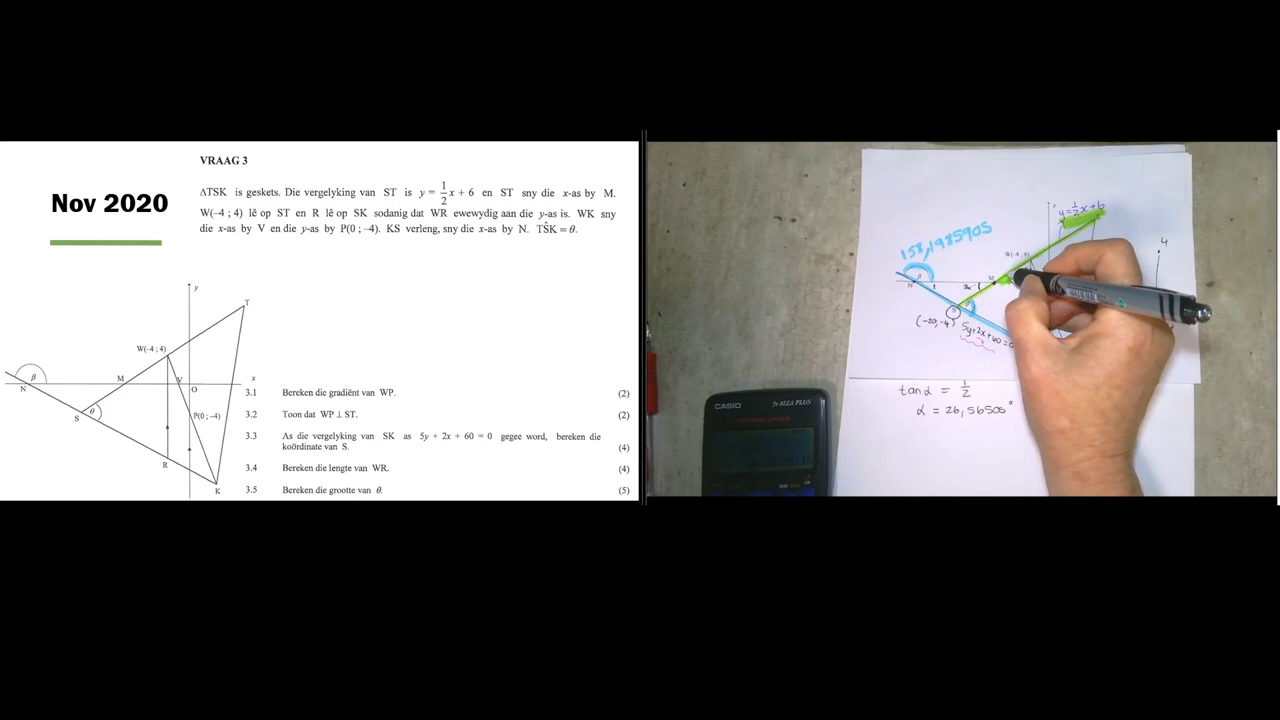 Nov 2020
VRAAG 3
ΔTSK is geskets. Die vergelyking van ST is y = 1/2 x + 6 en ST sny die x-as by M.
W(–4 ; 4) lê op ST en R lê op SK sodanig dat WR ewewydig aan die y-as is. WK sny
die x-as by V en die y-as by P(0 ; –4). KS verleng, sny die x-as by N. TŜK = θ.
y
T
W(–4 ; 4)
β
M
V
x
N
O
θ
S
P(0 ; –4)
R
K
3.1 Bereken die gradiënt van WP. (2)
3.2 Toon dat WP ⊥ ST. (2)
3.3 As die vergelyking van SK as 5y + 2x + 60 = 0 gegee word, bereken die
koördinate van S. (4)
3.4 Bereken die lengte van WR. (4)
3.5 Bereken die grootte van θ. (5)
y = 1/2 x + 6
158,1985905
W(–4 ; 4)
4
β
M
N
S
(-20,-4)
5y+2x+60=0
tan α = 1/2
α = 26,56505°
CASIO
fx-82ZA PLUS